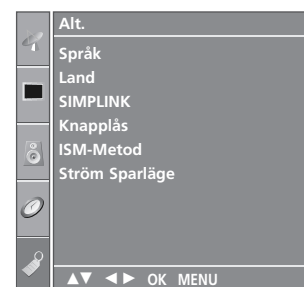 Alt.
Språk
Land
SIMPLINK
Knapplås
ISM-Metod
Ström Sparläge
▲▼ ◄► OK MENU